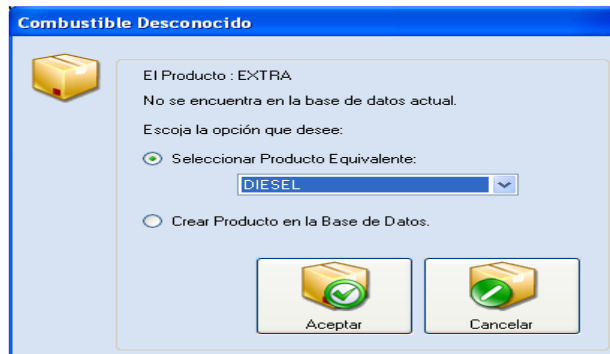 Combustible Desconocido
El Producto : EXTRA
No se encuentra en la base de datos actual.
Escoja la opción que desee:
Seleccionar Producto Equivalente:
DIESEL
Crear Producto en la Base de Datos.
Aceptar
Cancelar